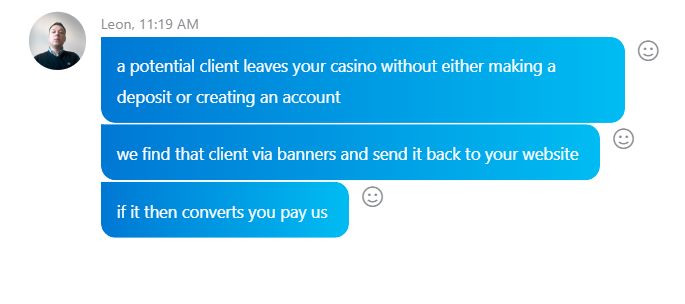 Leon, 11:19 AM
a potential client leaves your casino without either making a
deposit or creating an account
we find that client via banners and send it back to your website
if it then converts you pay us